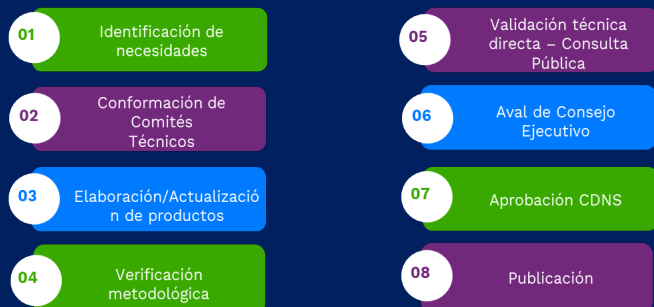 01
Identificación de
necesidades
02
Conformación de
Comités
Técnicos
03
Elaboración/Actualizació
n de productos
04
Verificación
metodológica
05
Validación técnica
directa – Consulta
Pública
06
Aval de Consejo
Ejecutivo
07
Aprobación CDNS
08
Publicación